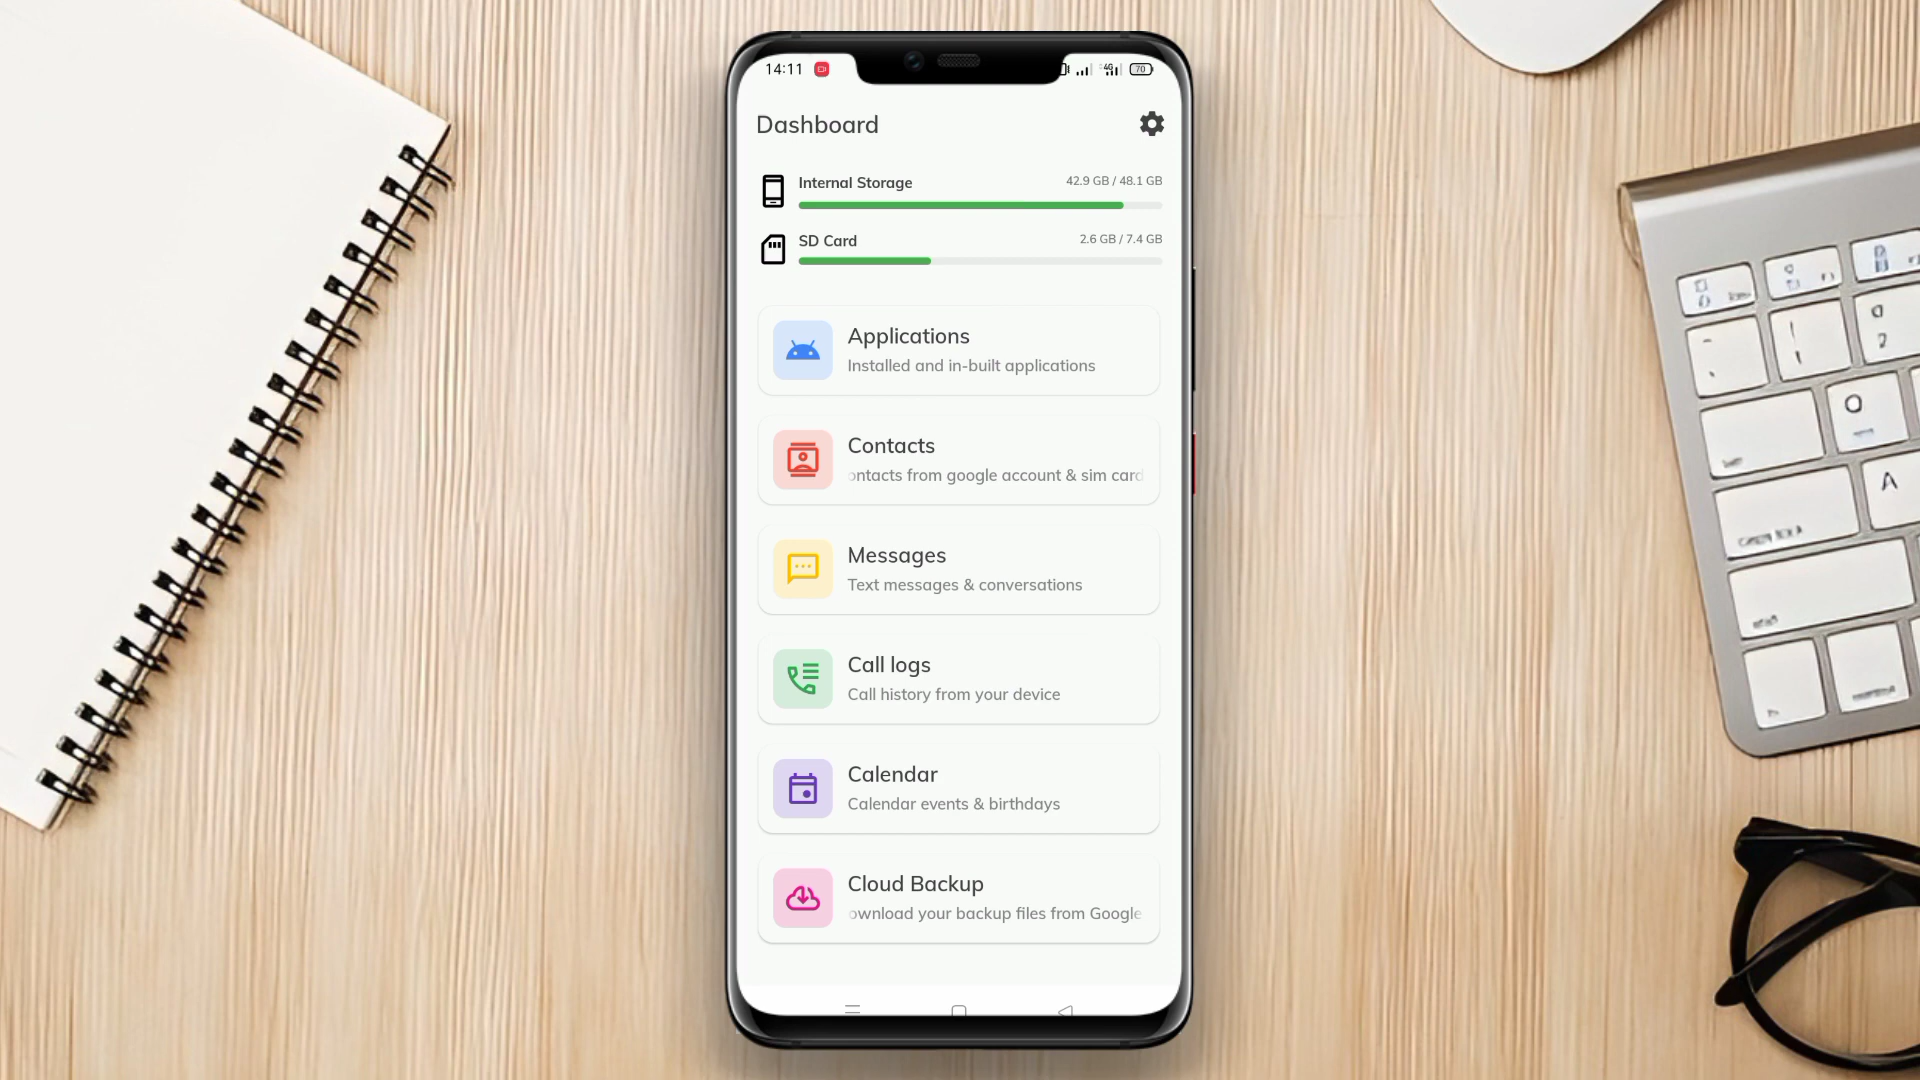 14:11
4G
70
Dashboard
Internal Storage
42.9 GB / 48.1 GB
SD Card
2.6 GB / 7.4 GB
Applications
Installed and in-built applications
Contacts
ontacts from google account & sim card
Messages
Text messages & conversations
Call logs
Call history from your device
Calendar
Calendar events & birthdays
Cloud Backup
ownload your backup files from Google
Q
A